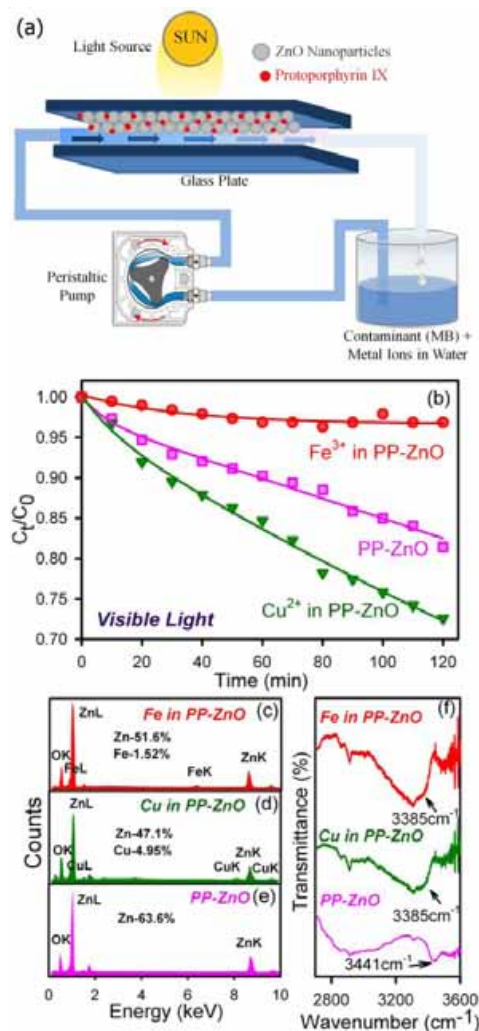 (a)
Light Source
SUN
ZnO Nanoparticles
Protoporphyrin IX
Glass Plate
Peristaltic
Pump
Contaminant (MB) +
Metal Ions in Water
(b)
1.00
0.95
0.90
0.85
0.80
0.75
0.70
Cₜ/C₀
Fe³⁺ in PP-ZnO
PP-ZnO
Cu²⁺ in PP-ZnO
Visible Light
0 20 40 60 80 100 120
Time (min)
Fe in PP-ZnO (c)
ZnL
Zn-51.6%
Fe-1.52%
OK
FeL
FeK
ZnK
Cu in PP-ZnO (d)
ZnL
Zn-47.1%
Cu-4.95%
OK
CuL
ZnK
CuK
CuK
PP-ZnO (e)
ZnL
Zn-63.6%
OK
ZnK
Counts
0 2 4 6 8 10
Energy (keV)
(f)
Fe in PP-ZnO
3385cm⁻¹
Cu in PP-ZnO
3385cm⁻¹
PP-ZnO
3441cm⁻¹
Transmittance (%)
2700 3000 3300 3600
Wavenumber (cm⁻¹)